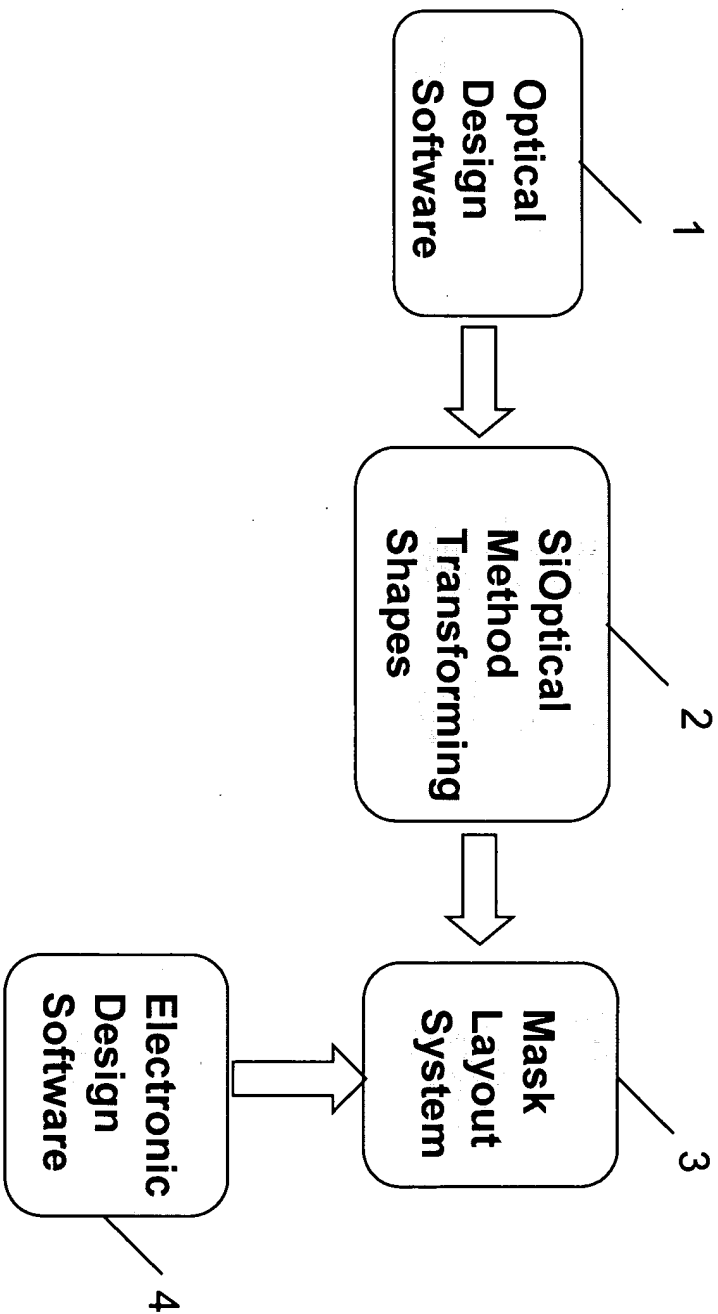 1
Optical
Design
Software
2
SiOptical
Method
Transforming
Shapes
3
Mask
Layout
System
Electronic
Design
Software
4